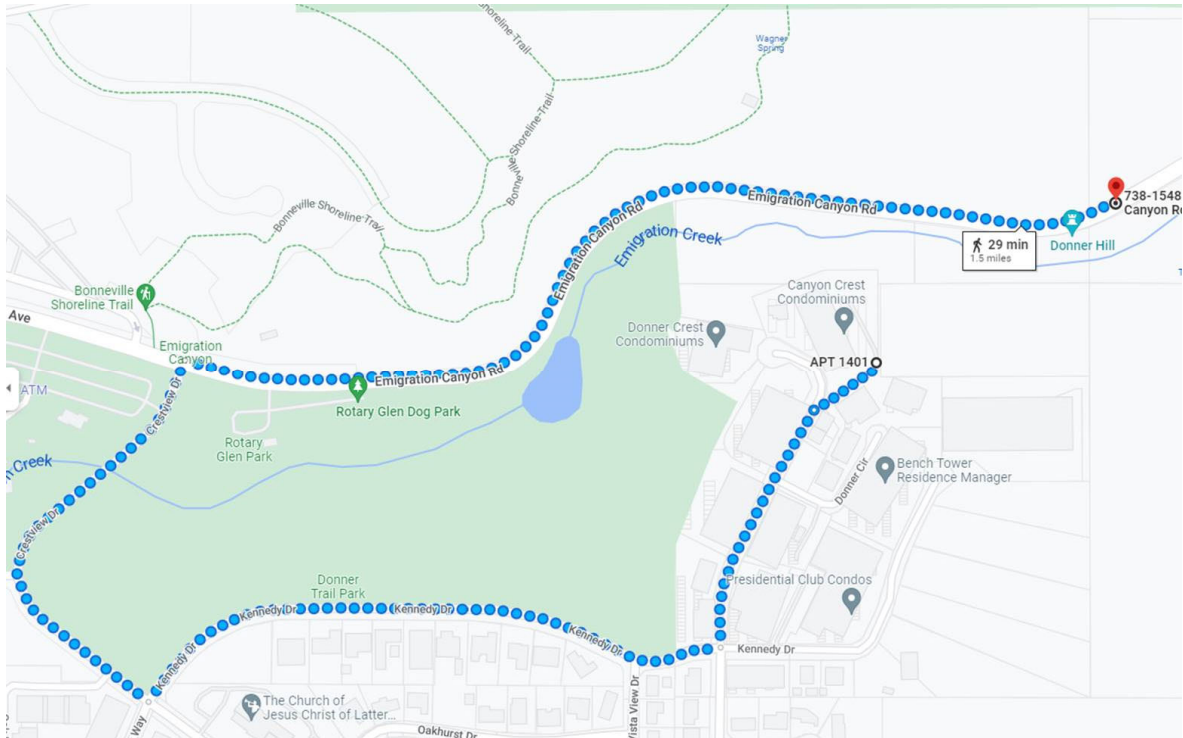 Shoreline-Trail
Shoreline Trail
Wagner
Spring
Bonneville-Shoreline-Trail
Bonneville Shoreline Trail
738-1548
Canyon Rd
Emigration Canyon Rd
Emigration Canyon Rd
Donner Hill
29 min
1.5 miles
Emigration Creek
Bonneville
Shoreline Trail
Canyon Crest
Condominiums
Ave
Donner Crest
Condominiums
Emigration
Canyon
APT 1401
Emigration Canyon Rd
ATM
Crestview Dr
Rotary Glen Dog Park
Rotary
Glen Park
n Creek
Bench Tower
Residence Manager
Donner Cir
Crestview Dr
Donner
Trail Park
Presidential Club Condos
Kennedy Dr
Kennedy Dr
Kennedy Dr
Kennedy Dr
Kennedy Dr
The Church of
Jesus Christ of Latter...
Way
Oakhurst Dr
Vista View Dr